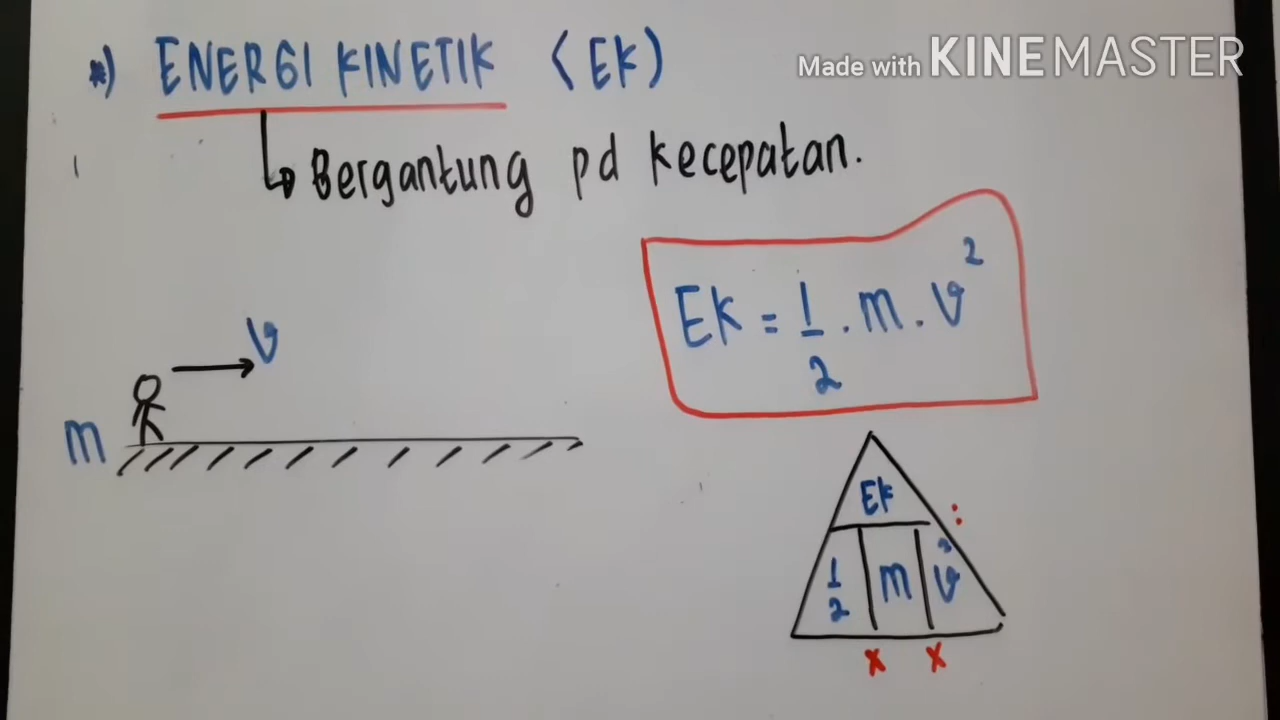 Made with KINEMASTER
*) ENERGI KINETIK (EK)
Bergantung pd kecepatan.
Ek = 1/2 . m . v²
v
m
Ek :
1/2 m v²
x x